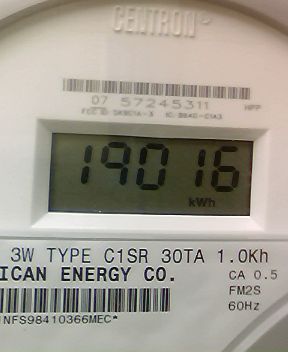 CENTRON
07 57245311 HPP
19016
kWh
3W TYPE C1SR 30TA 1.0Kh
ICAN ENERGY CO. CA 0.5
FM2S
60Hz
NFS98410366MEC*